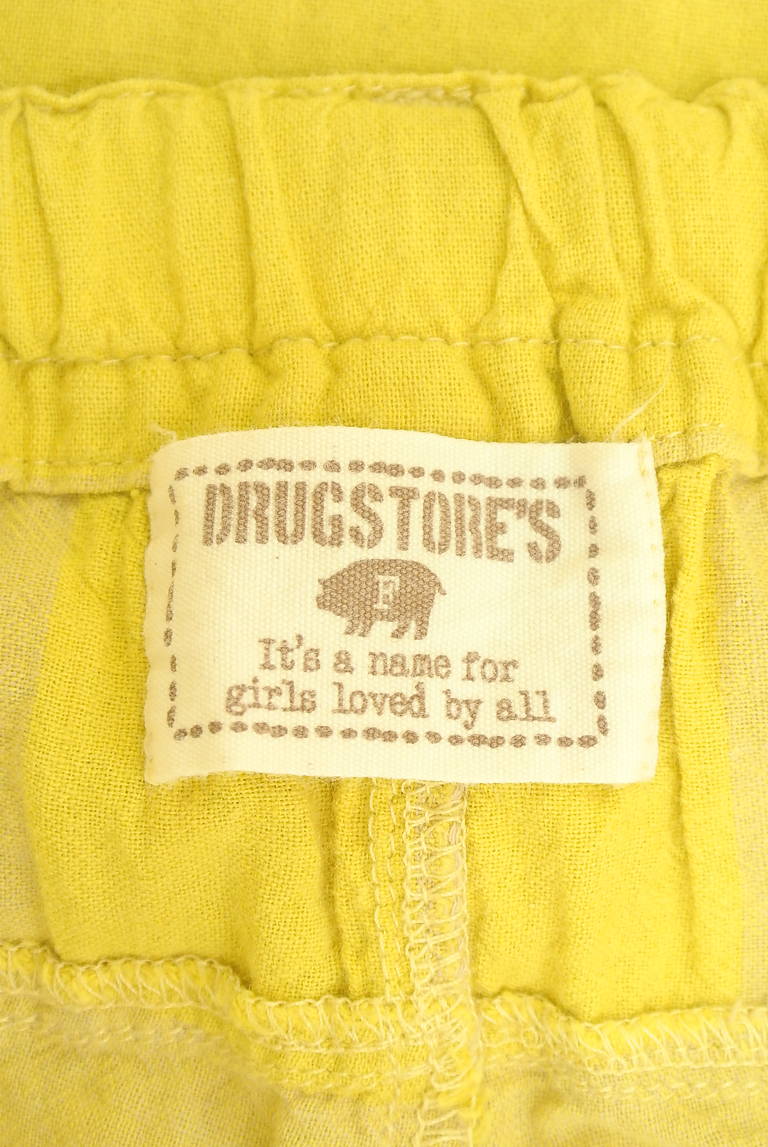 DRUGSTORE'S
F
It's a name for
girls loved by all